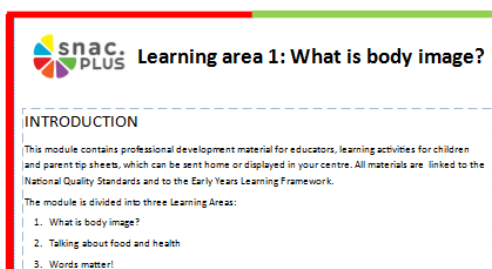 snac.
PLUS
Learning area 1: What is body image?
INTRODUCTION
This module contains professional development material for educators, learning activities for children
and parent tip sheets, which can be sent home or displayed in your centre. All materials are linked to the
National Quality Standards and to the Early Years Learning Framework.
The module is divided into three Learning Areas:
1. What is body image?
2. Talking about food and health
3. Words matter!